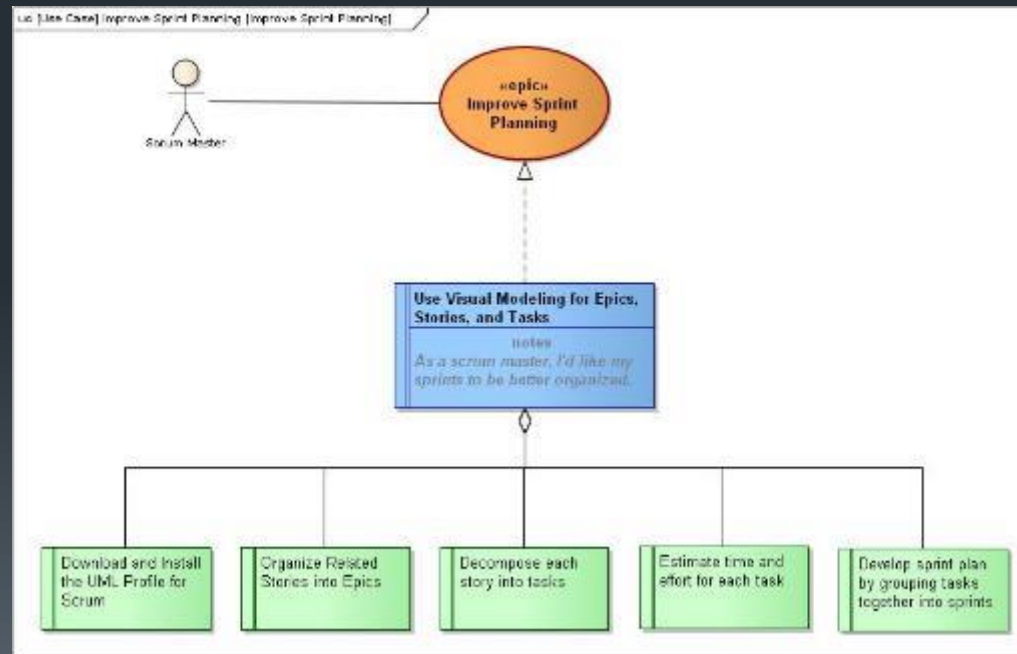 uc [Use Case] Improve Sprint Planning [Improve Sprint Planning]
«epic»
Improve Sprint
Planning
Scrum Master
Use Visual Modeling for Epics,
Stories, and Tasks
notes
As a scrum master, I'd like my
sprints to be better organized.
Download and Install
the UML Profile for
Scrum
Organize Related
Stories into Epics
Decompose each
story into tasks
Estimate time and
effort for each task
Develop sprint plan
by grouping tasks
together into sprints